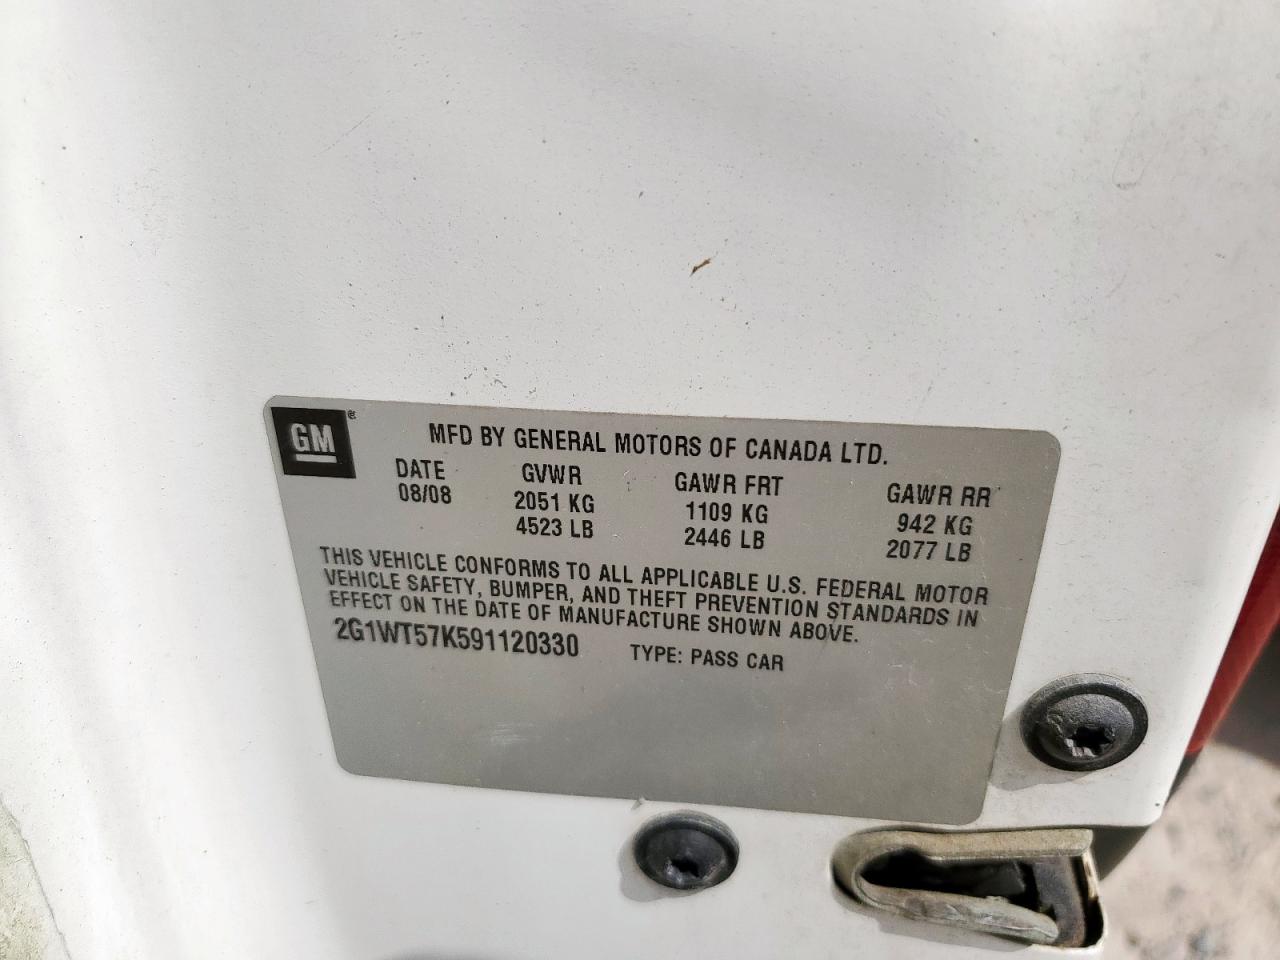 GM®
MFD BY GENERAL MOTORS OF CANADA LTD.
DATE GVWR GAWR FRT GAWR RR
08/08 2051 KG 1109 KG 942 KG
4523 LB 2446 LB 2077 LB
THIS VEHICLE CONFORMS TO ALL APPLICABLE U.S. FEDERAL MOTOR
VEHICLE SAFETY, BUMPER, AND THEFT PREVENTION STANDARDS IN
EFFECT ON THE DATE OF MANUFACTURE SHOWN ABOVE.
2G1WT57K591120330 TYPE: PASS CAR